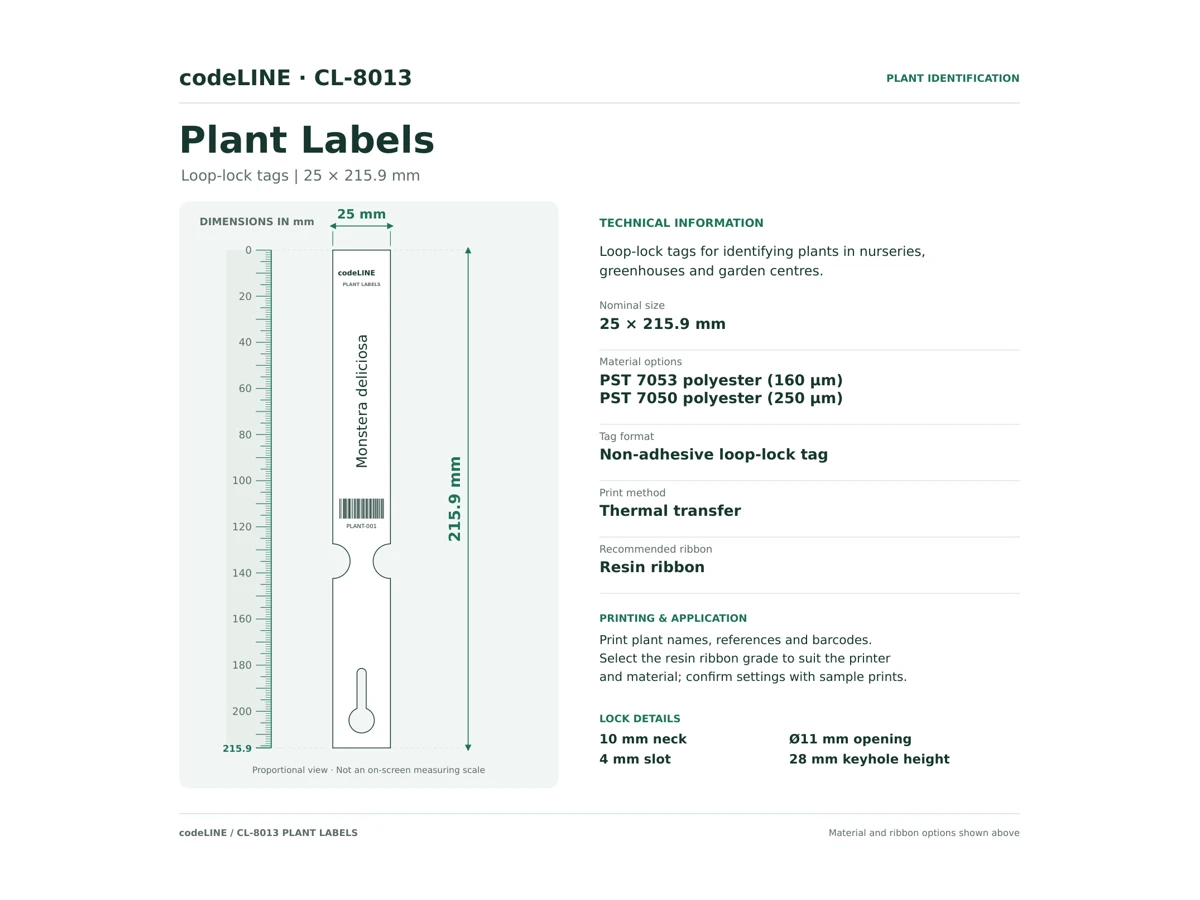 codeLINE · CL-8013
PLANT IDENTIFICATION
Plant Labels
Loop-lock tags | 25 × 215.9 mm
DIMENSIONS IN mm
25 mm
0
20
40
60
80
100
120
140
160
180
200
215.9
codeLINE
PLANT LABELS
Monstera deliciosa
PLANT-001
215.9 mm
Proportional view · Not an on-screen measuring scale
TECHNICAL INFORMATION
Loop-lock tags for identifying plants in nurseries,
greenhouses and garden centres.
Nominal size
25 × 215.9 mm
Material options
PST 7053 polyester (160 µm)
PST 7050 polyester (250 µm)
Tag format
Non-adhesive loop-lock tag
Print method
Thermal transfer
Recommended ribbon
Resin ribbon
PRINTING & APPLICATION
Print plant names, references and barcodes.
Select the resin ribbon grade to suit the printer
and material; confirm settings with sample prints.
LOCK DETAILS
10 mm neck
Ø11 mm opening
4 mm slot
28 mm keyhole height
codeLINE / CL-8013 PLANT LABELS
Material and ribbon options shown above